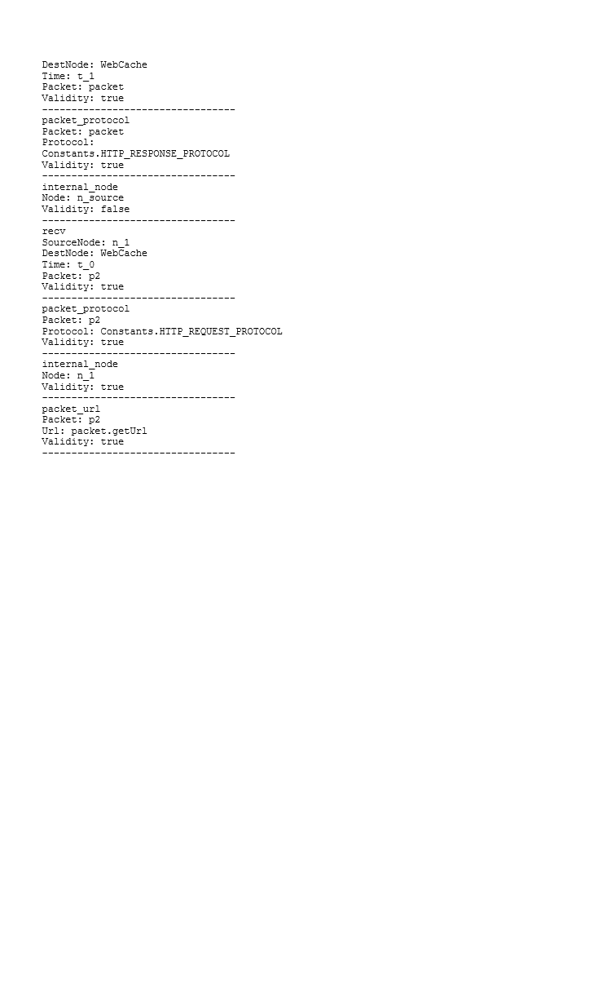 DestNode: WebCache
Time: t_1
Packet: packet
Validity: true
---------------------------------
packet_protocol
Packet: packet
Protocol:
Constants.HTTP_RESPONSE_PROTOCOL
Validity: true
---------------------------------
internal_node
Node: n_source
Validity: false
---------------------------------
recv
SourceNode: n_1
DestNode: WebCache
Time: t_0
Packet: p2
Validity: true
---------------------------------
packet_protocol
Packet: p2
Protocol: Constants.HTTP_REQUEST_PROTOCOL
Validity: true
---------------------------------
internal_node
Node: n_1
Validity: true
---------------------------------
packet_url
Packet: p2
Url: packet.getUrl
Validity: true
---------------------------------